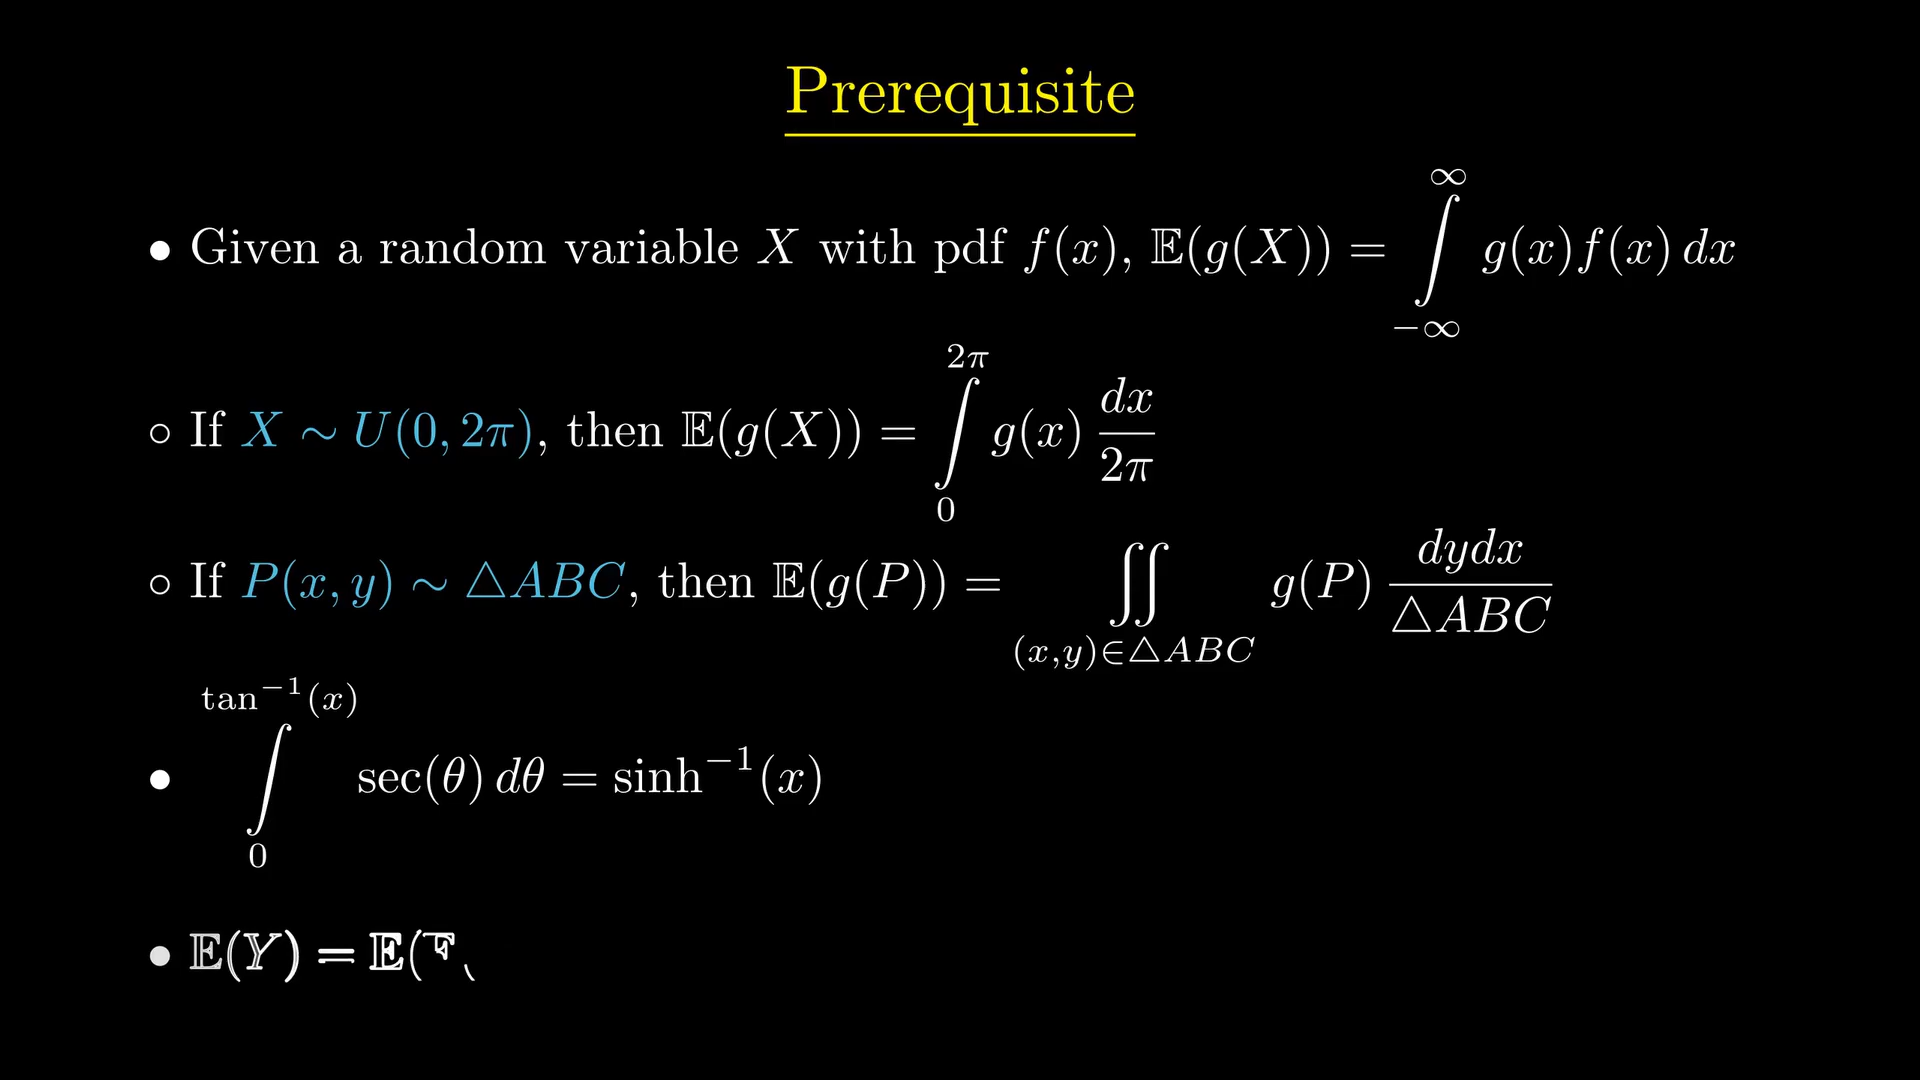 Prerequisite
• Given a random variable X with pdf f(x), 𝔼(g(X)) = ∫_{−∞}^{∞} g(x)f(x) dx
◦ If X ∼ U(0, 2π), then 𝔼(g(X)) = ∫_{0}^{2π} g(x) dx/2π
◦ If P(x, y) ∼ △ABC, then 𝔼(g(P)) = ∬_{(x,y)∈△ABC} g(P) dydx/△ABC
• ∫_{0}^{tan⁻¹(x)} sec(θ) dθ = sinh⁻¹(x)
• 𝔼(Y) = 𝔼(